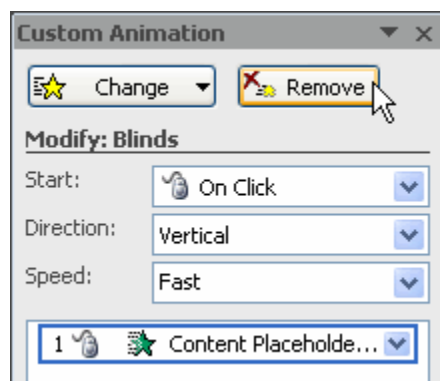 Custom Animation
Change Remove
Modify: Blinds
Start: On Click
Direction: Vertical
Speed: Fast
1 Content Placeholde...